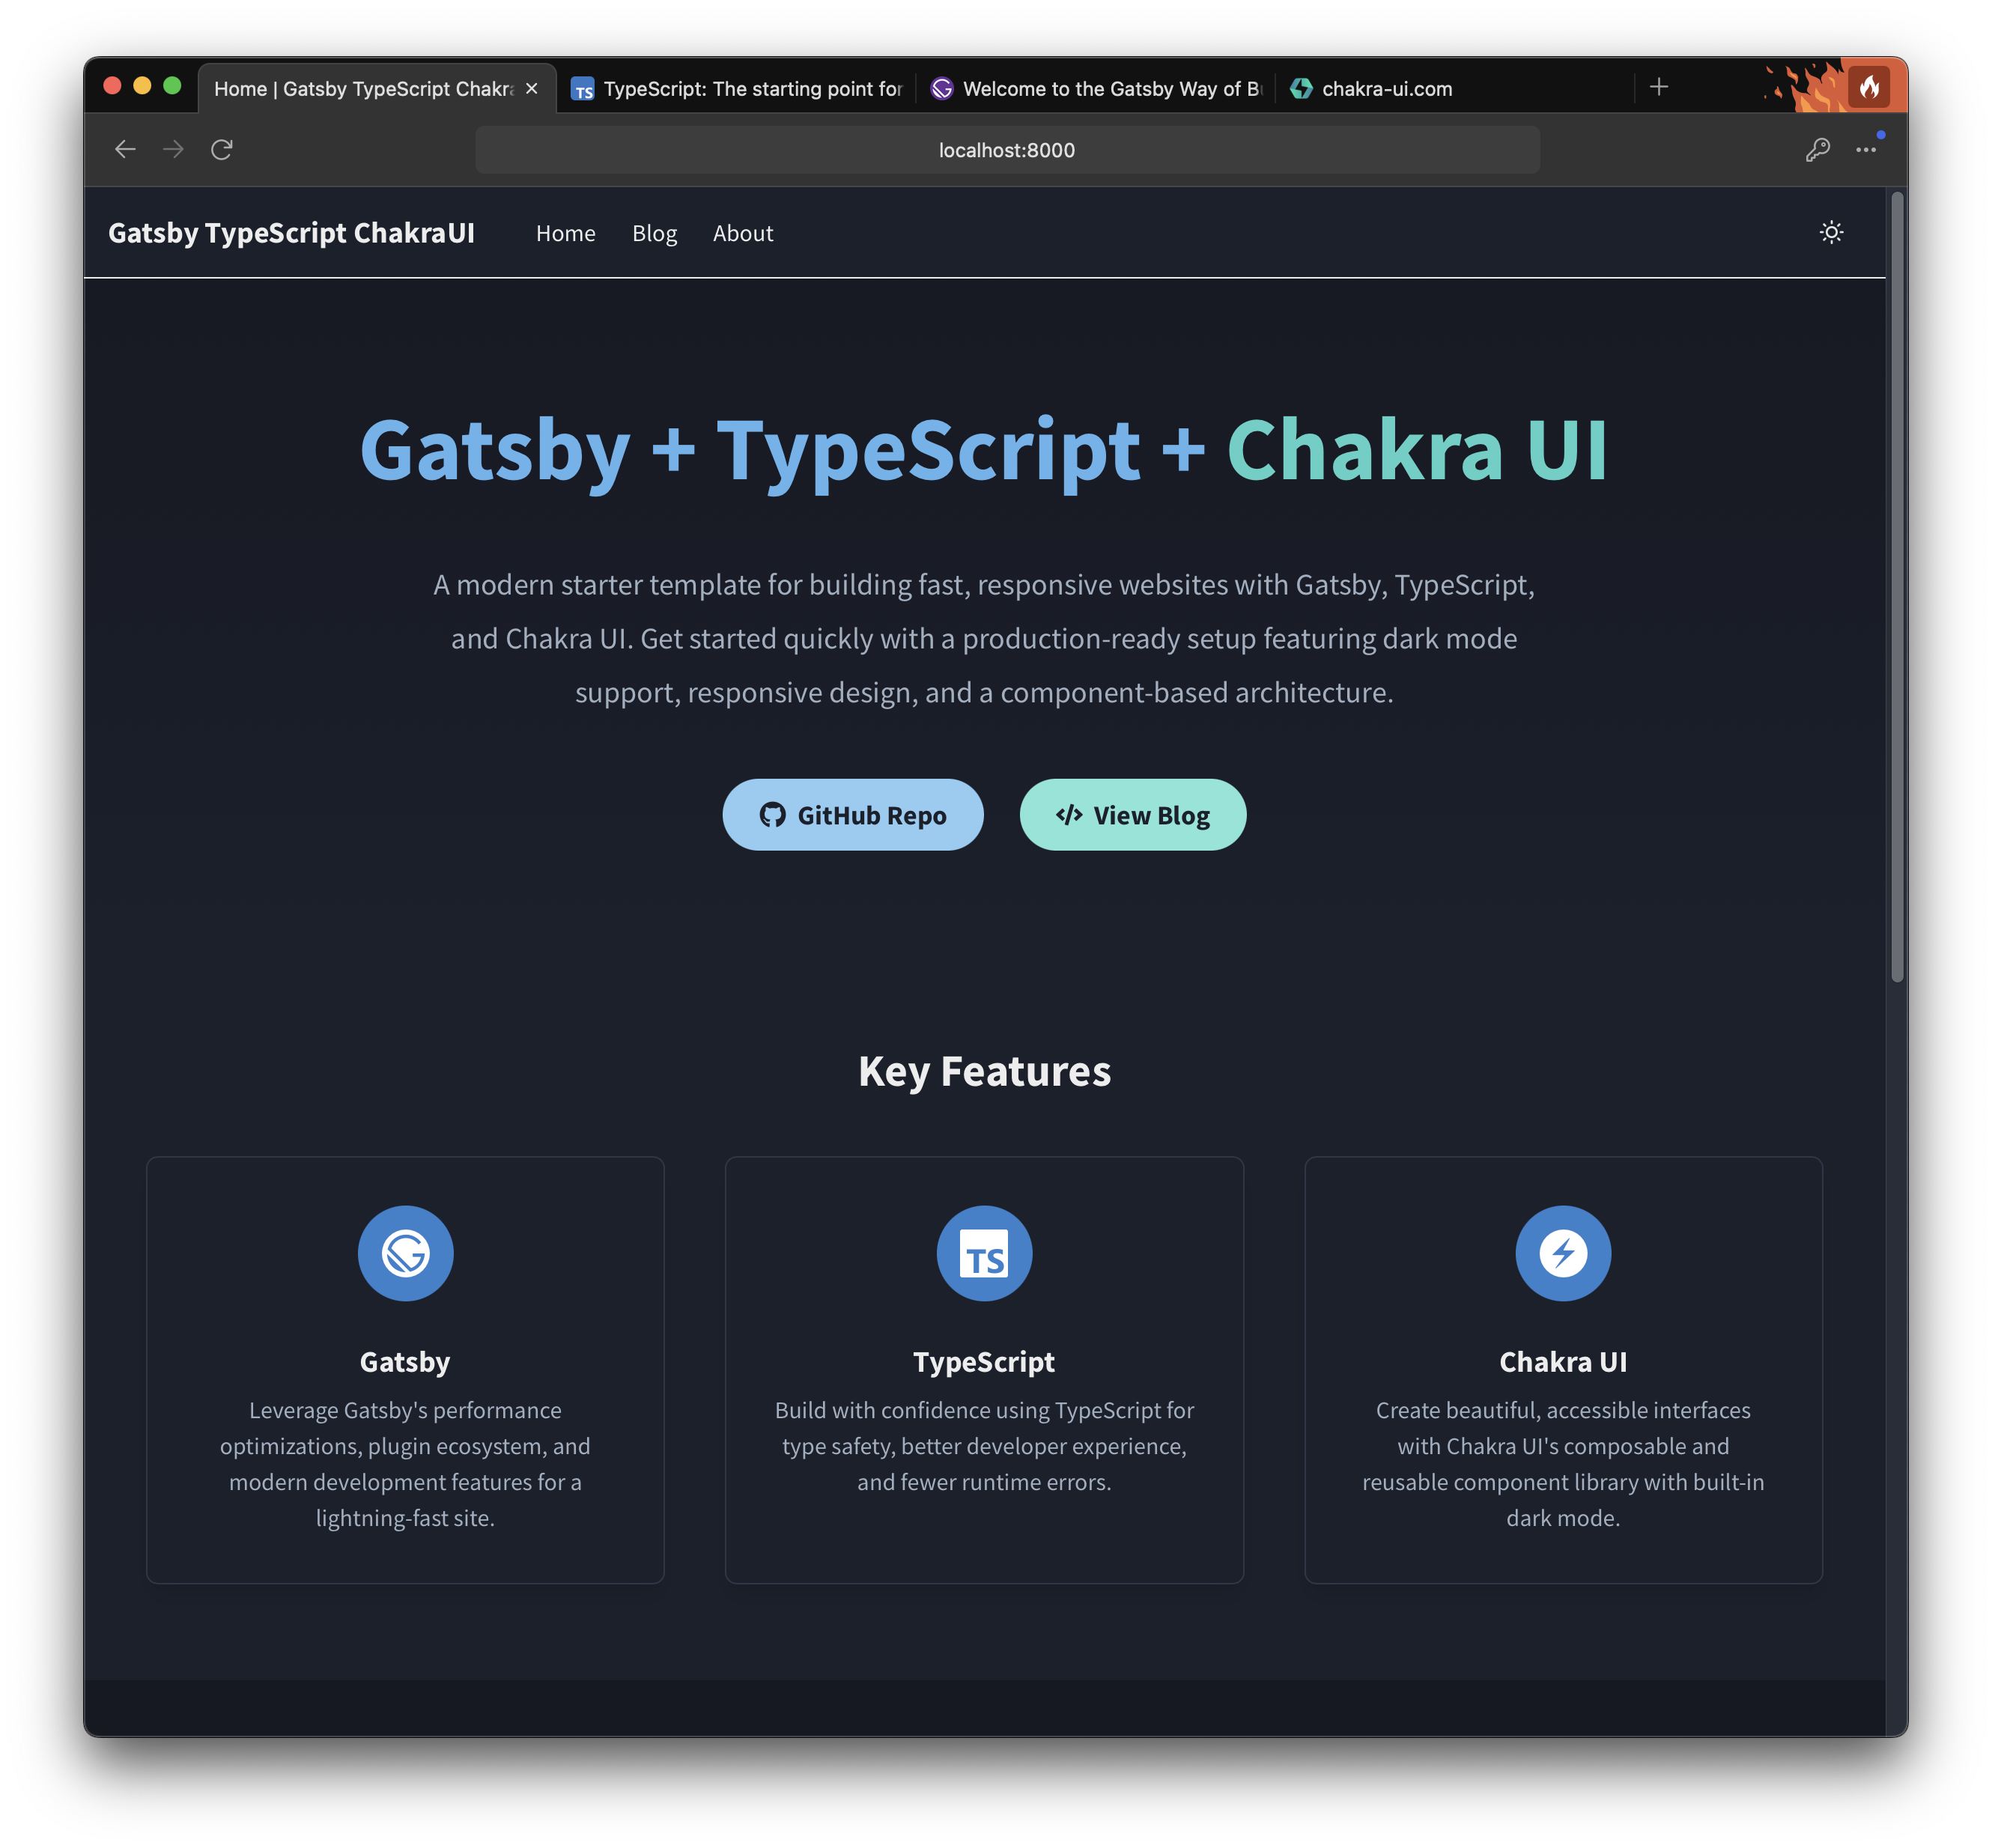 Home | Gatsby TypeScript Chakra
TypeScript: The starting point for
Welcome to the Gatsby Way of B
chakra-ui.com
localhost:8000
Gatsby TypeScript ChakraUI
Home
Blog
About
Gatsby + TypeScript + Chakra UI
A modern starter template for building fast, responsive websites with Gatsby, TypeScript,
and Chakra UI. Get started quickly with a production-ready setup featuring dark mode
support, responsive design, and a component-based architecture.
GitHub Repo
</> View Blog
Key Features
TS
Gatsby
Leverage Gatsby's performance
optimizations, plugin ecosystem, and
modern development features for a
lightning-fast site.
TypeScript
Build with confidence using TypeScript for
type safety, better developer experience,
and fewer runtime errors.
Chakra UI
Create beautiful, accessible interfaces
with Chakra UI's composable and
reusable component library with built-in
dark mode.